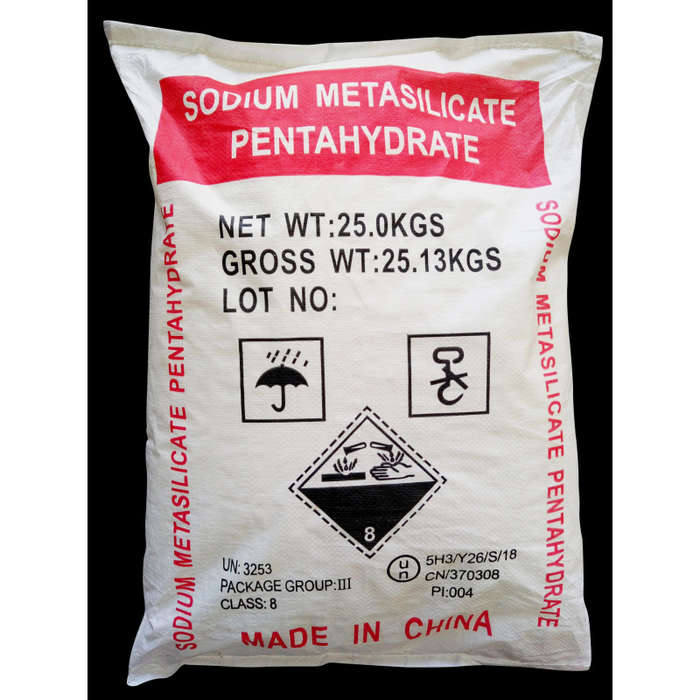 SODIUM METASILICATE
PENTAHYDRATE
NET WT:25.0KGS
GROSS WT:25.13KGS
LOT NO:
SODIUM METASILICATE PENTAHYDRATE
SODIUM METASILICATE PENTAHYDRATE
8
UN: 3253
PACKAGE GROUP:III
CLASS: 8
un
5H3/Y26/S/18
CN/370308
PI:004
MADE IN CHINA